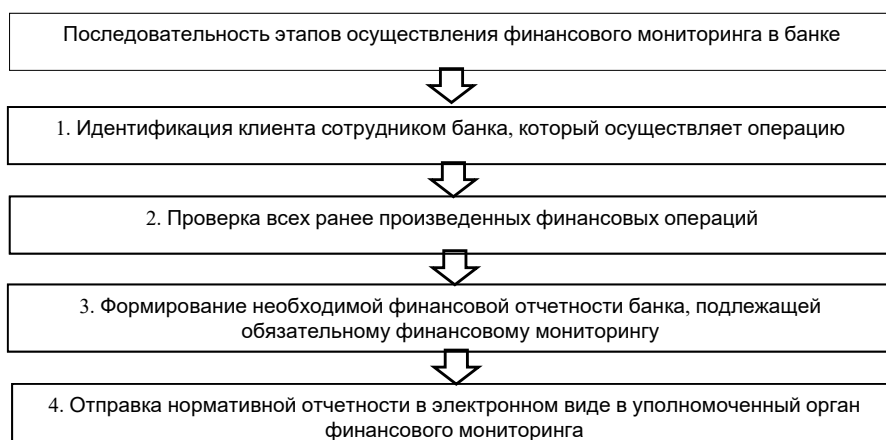 Последовательность этапов осуществления финансового мониторинга в банке
1. Идентификация клиента сотрудником банка, который осуществляет операцию
2. Проверка всех ранее произведенных финансовых операций
3. Формирование необходимой финансовой отчетности банка, подлежащей
обязательному финансовому мониторингу
4. Отправка нормативной отчетности в электронном виде в уполномоченный орган
финансового мониторинга